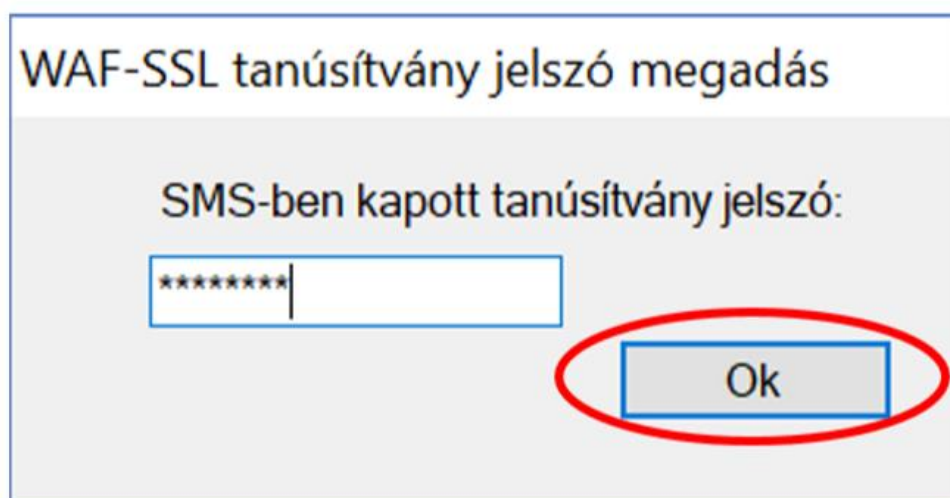 WAF-SSL tanúsítvány jelszó megadás
SMS-ben kapott tanúsítvány jelszó:
********
Ok